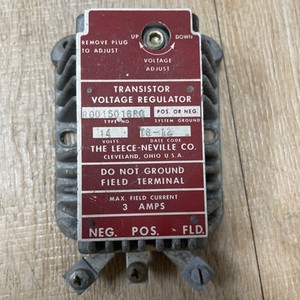 UP DOWN
REMOVE PLUG
TO ADJUST
VOLTAGE
ADJUST
TRANSISTOR
VOLTAGE REGULATOR
POS. OR NEG.
TYPE NO SYSTEM GROUND
14
VOLTS DATE CODE
THE LEECE-NEVILLE CO.
CLEVELAND, OHIO U.S.A.
DO NOT GROUND
FIELD TERMINAL
MAX. FIELD CURRENT
3 AMPS
NEG. POS. FLD.